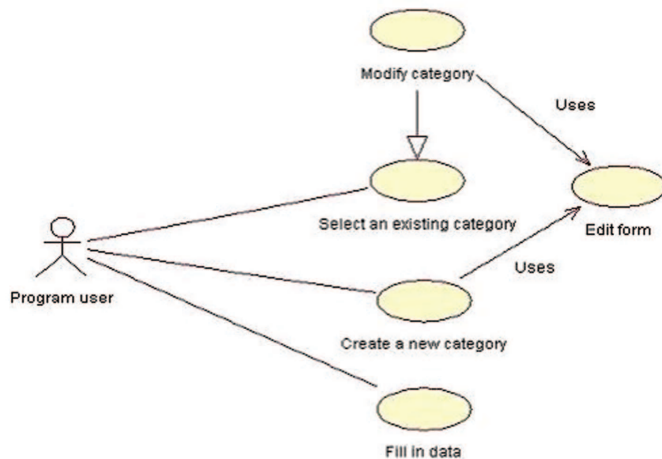 Modify category
Uses
Select an existing category
Edit form
Uses
Program user
Create a new category
Fill in data